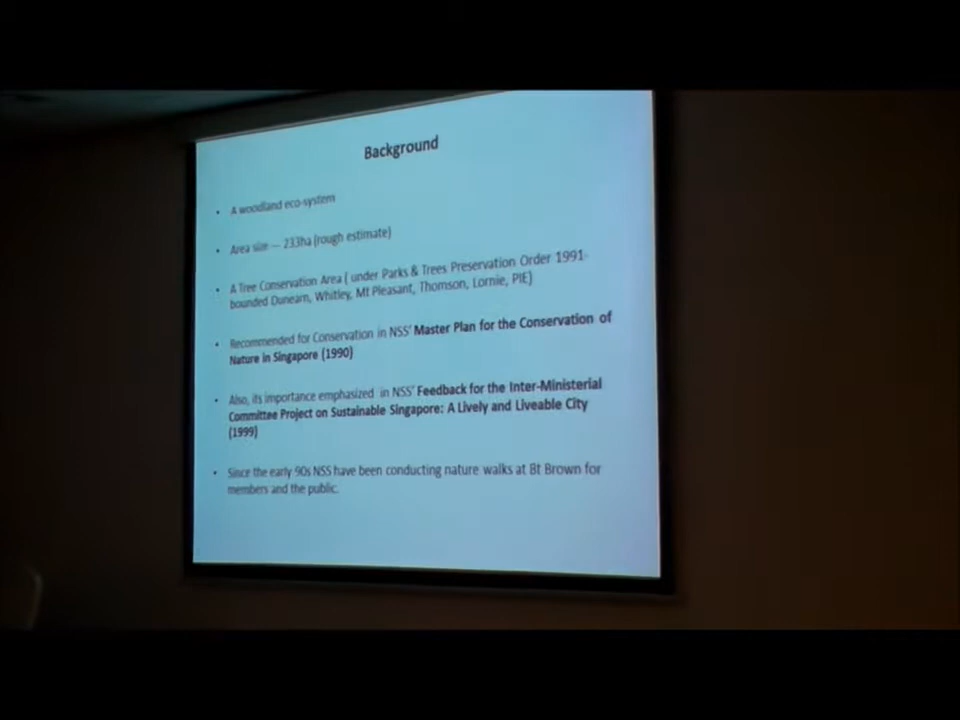 Background
• A woodland eco-system
• Area size — 233ha (rough estimate)
• A Tree Conservation Area ( under Parks & Trees Preservation Order 1991-
bounded Dunearn, Whitley, Mt Pleasant, Thomson, Lornie, PIE)
• Recommended for Conservation in NSS' Master Plan for the Conservation of
Nature in Singapore (1990)
• Also, its importance emphasized in NSS' Feedback for the Inter-Ministerial
Committee Project on Sustainable Singapore: A Lively and Liveable City
(1999)
• Since the early 90s NSS have been conducting nature walks at Bt Brown for
members and the public.